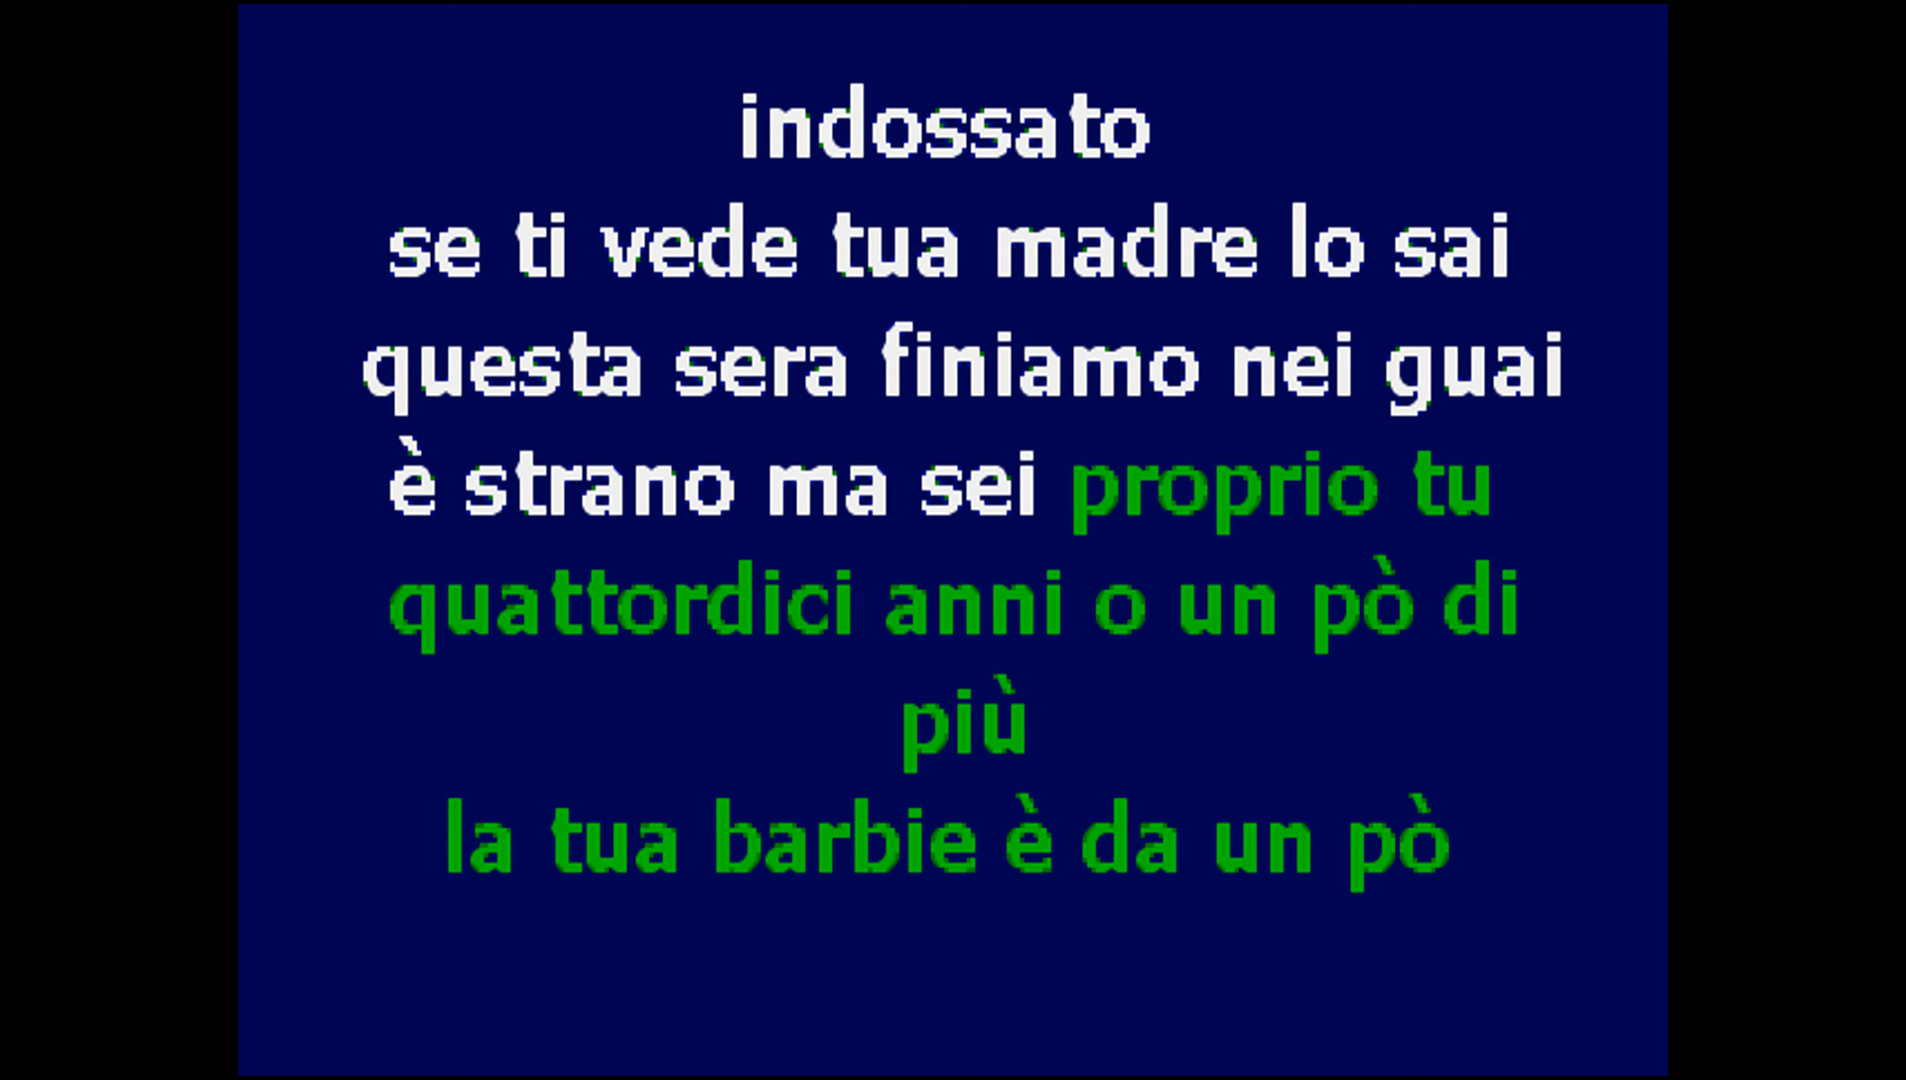 indossato
se ti vede tua madre lo sai
questa sera finiamo nei guai
è strano ma sei proprio tu
quattordici anni o un pò di
più
la tua barbie è da un pò